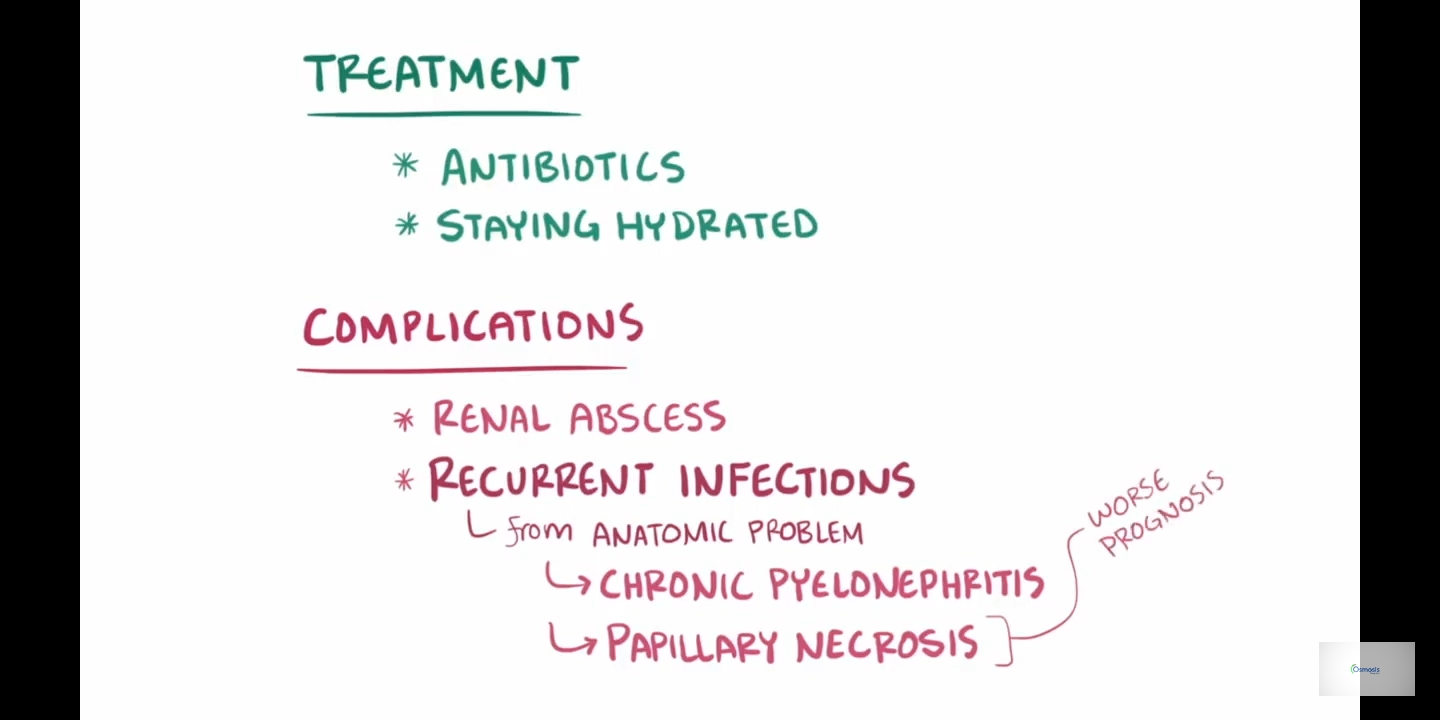 TREATMENT
* ANTIBIOTICS
* STAYING HYDRATED
COMPLICATIONS
* RENAL ABSCESS
* RECURRENT INFECTIONS
from ANATOMIC PROBLEM
CHRONIC PYELONEPHRITIS
PAPILLARY NECROSIS
WORSE
PROGNOSIS
Osmosis